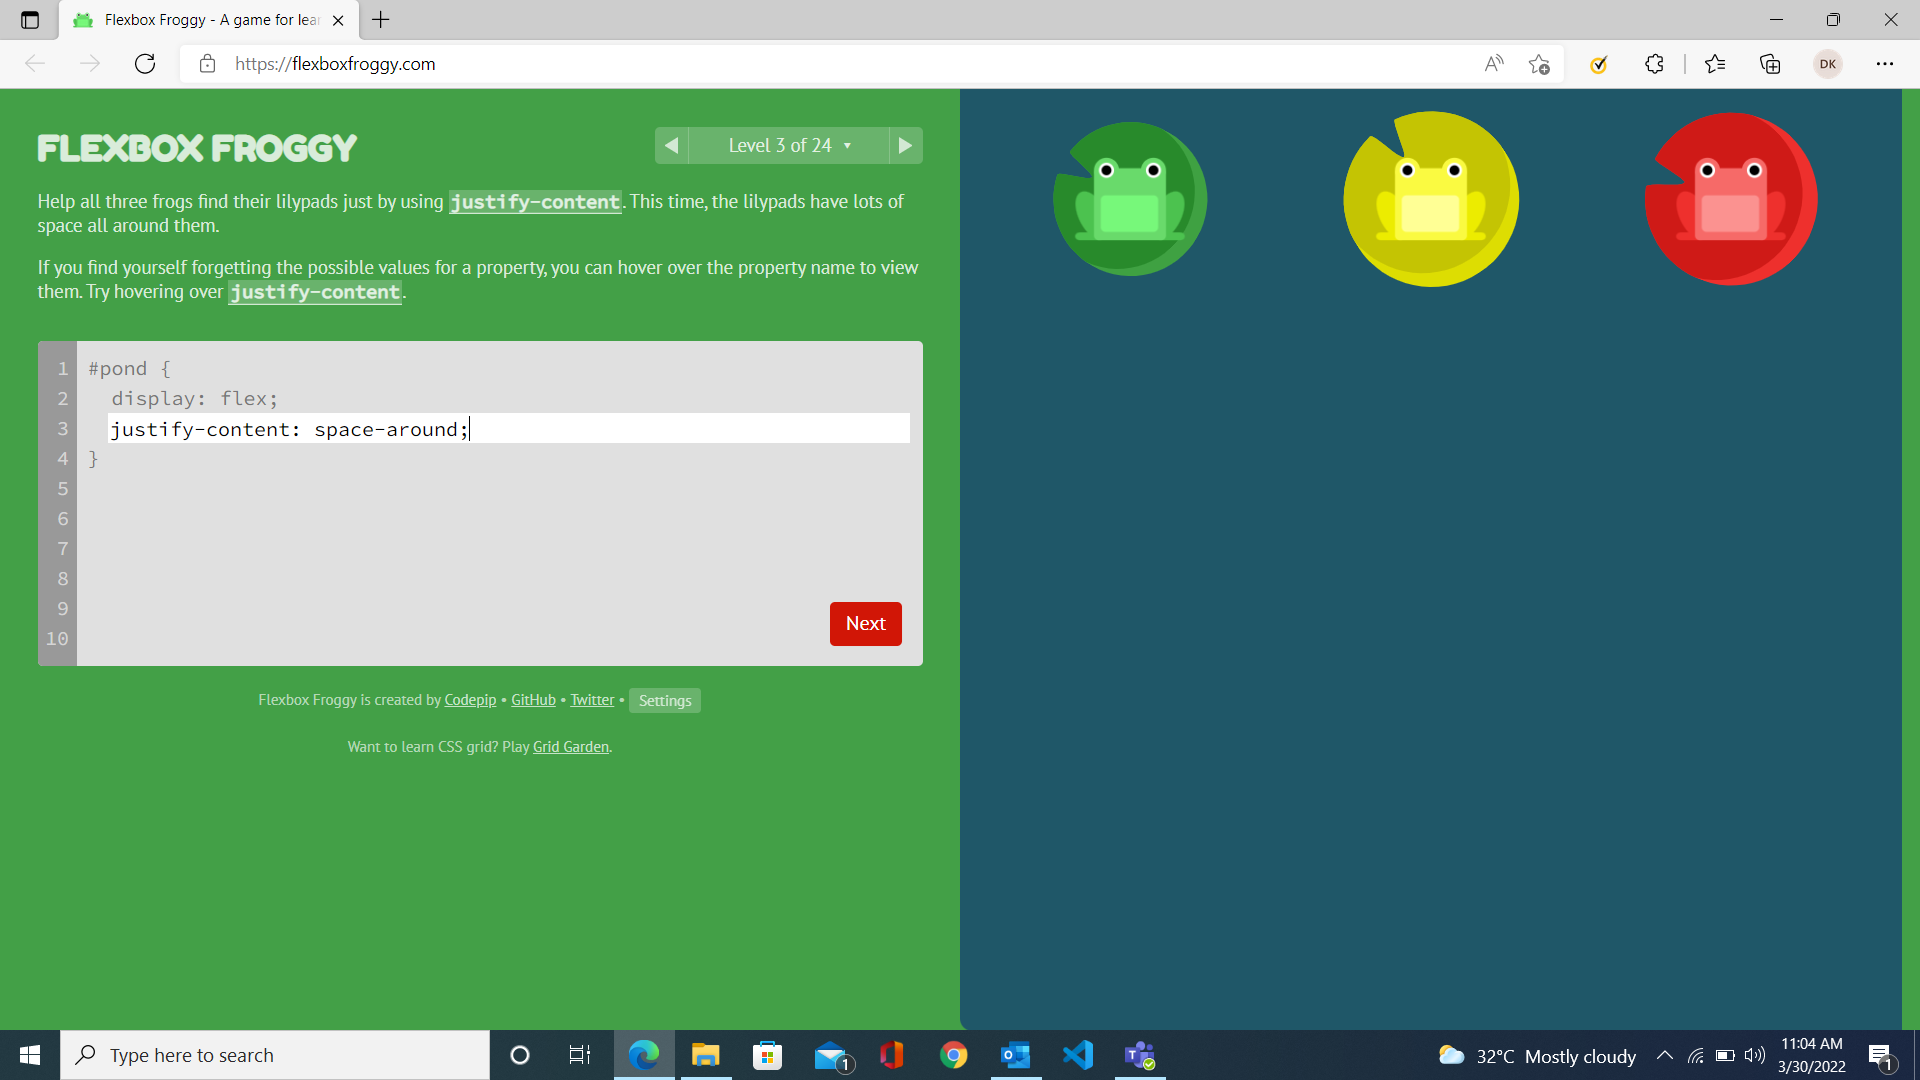 Flexbox Froggy - A game for lear
https://flexboxfroggy.com
DK
FLEXBOX FROGGY
Level 3 of 24
Help all three frogs find their lilypads just by using justify-content. This time, the lilypads have lots of
space all around them.
If you find yourself forgetting the possible values for a property, you can hover over the property name to view
them. Try hovering over justify-content.
1 #pond {
2 display: flex;
3 justify-content: space-around;
4 }
5
6
7
8
9
10
Next
Flexbox Froggy is created by Codepip • GitHub • Twitter • Settings
Want to learn CSS grid? Play Grid Garden.
Type here to search
1
32°C Mostly cloudy
11:04 AM
3/30/2022
1